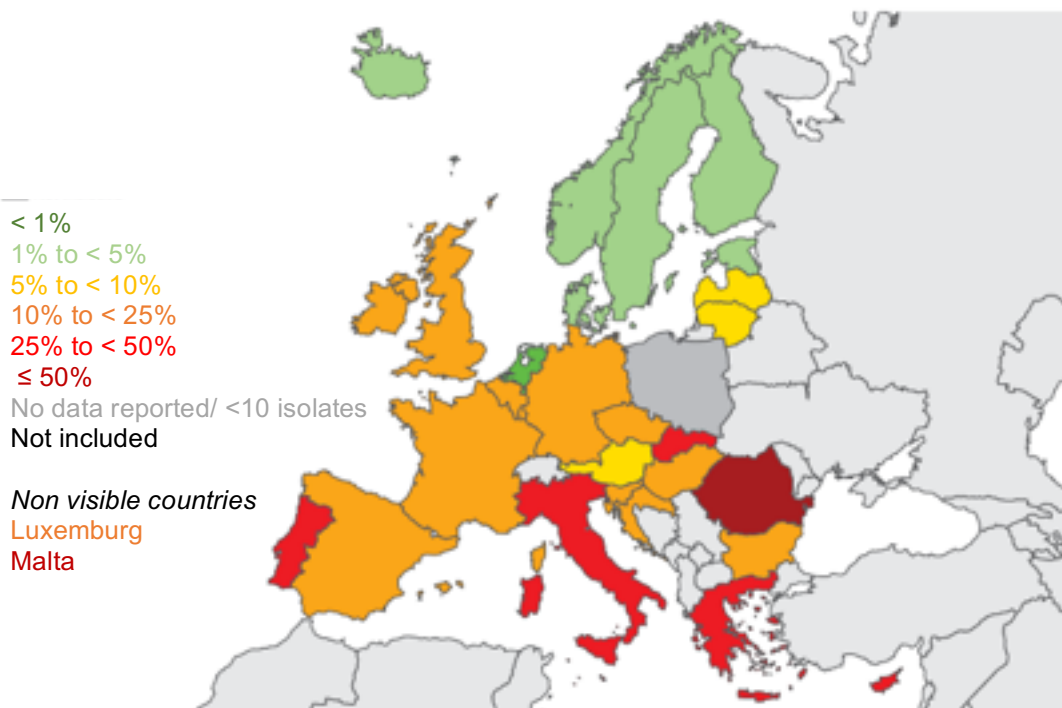 < 1%
1% to < 5%
5% to < 10%
10% to < 25%
25% to < 50%
≤ 50%
No data reported/ <10 isolates
Not included
Non visible countries
Luxemburg
Malta